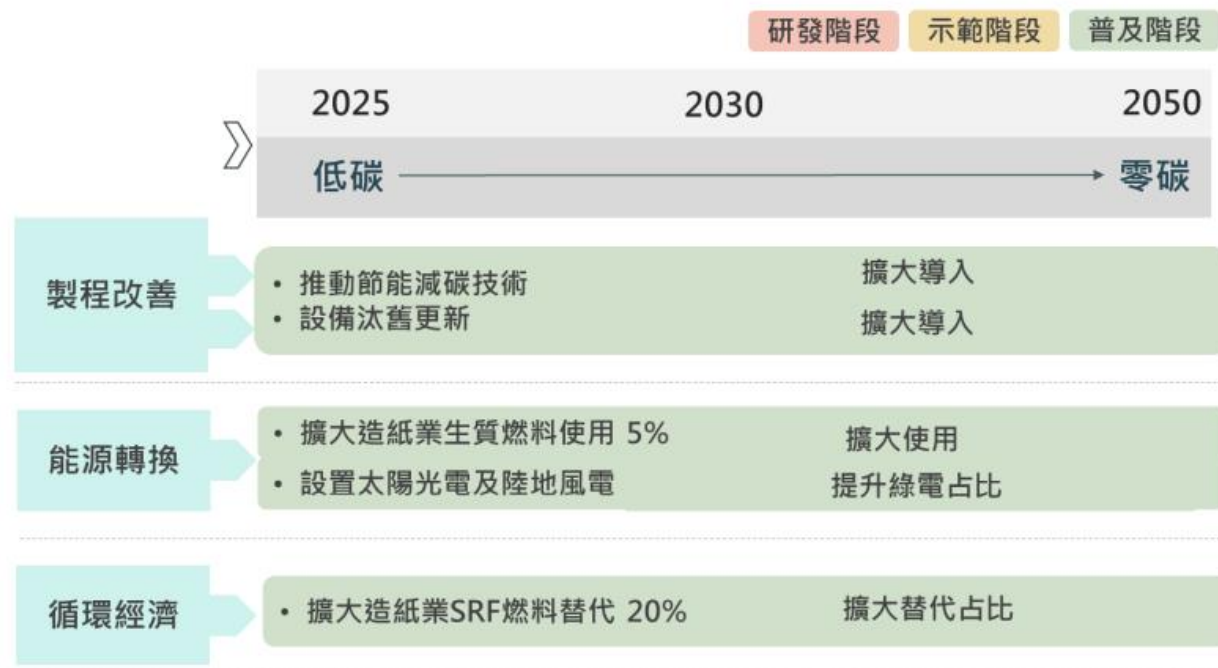 研發階段 示範階段 普及階段
2025 2030 2050
低碳 零碳
製程改善
• 推動節能減碳技術 擴大導入
• 設備汰舊更新 擴大導入
能源轉換
• 擴大造紙業生質燃料使用 5% 擴大使用
• 設置太陽光電及陸地風電 提升綠電占比
循環經濟
• 擴大造紙業SRF燃料替代 20% 擴大替代占比